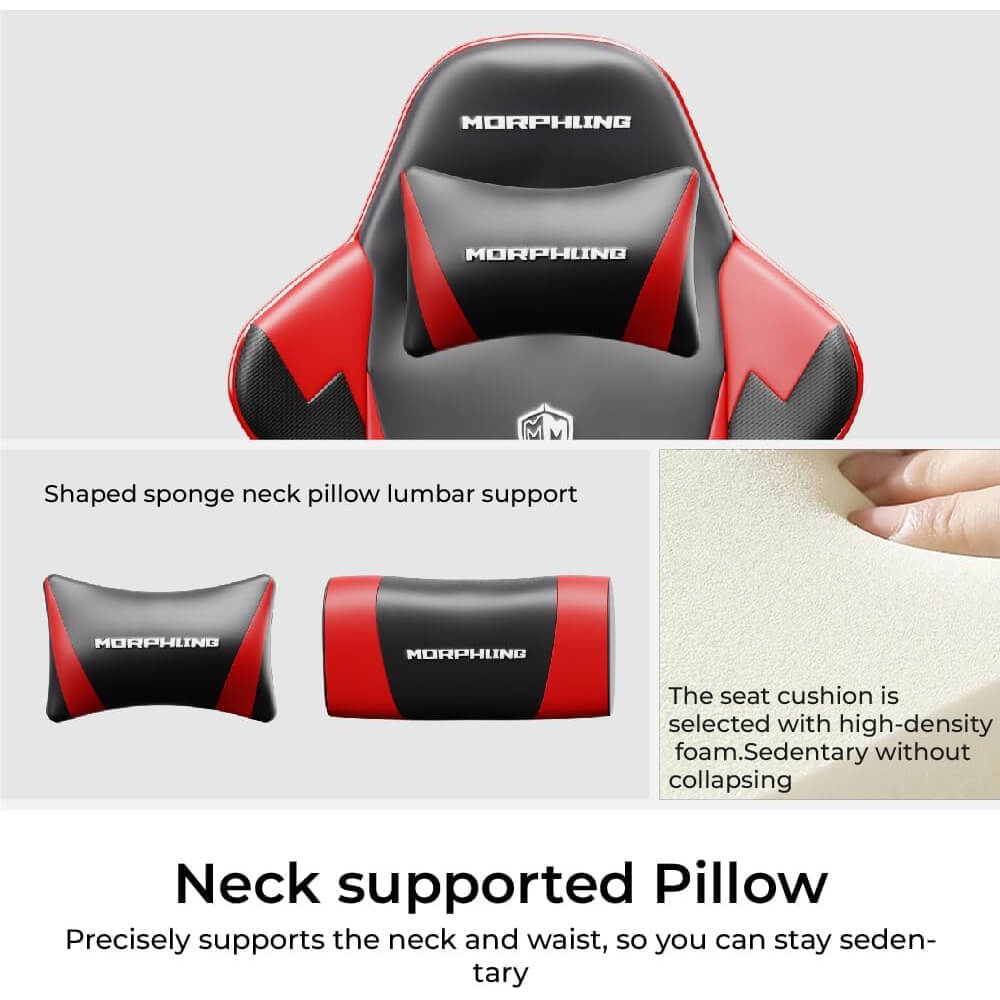 MORPHLING
MORPHLING
Shaped sponge neck pillow lumbar support
MORPHLING
MORPHLING
The seat cushion is
selected with high-density
foam.Sedentary without
collapsing
Neck supported Pillow
Precisely supports the neck and waist, so you can stay seden-
tary